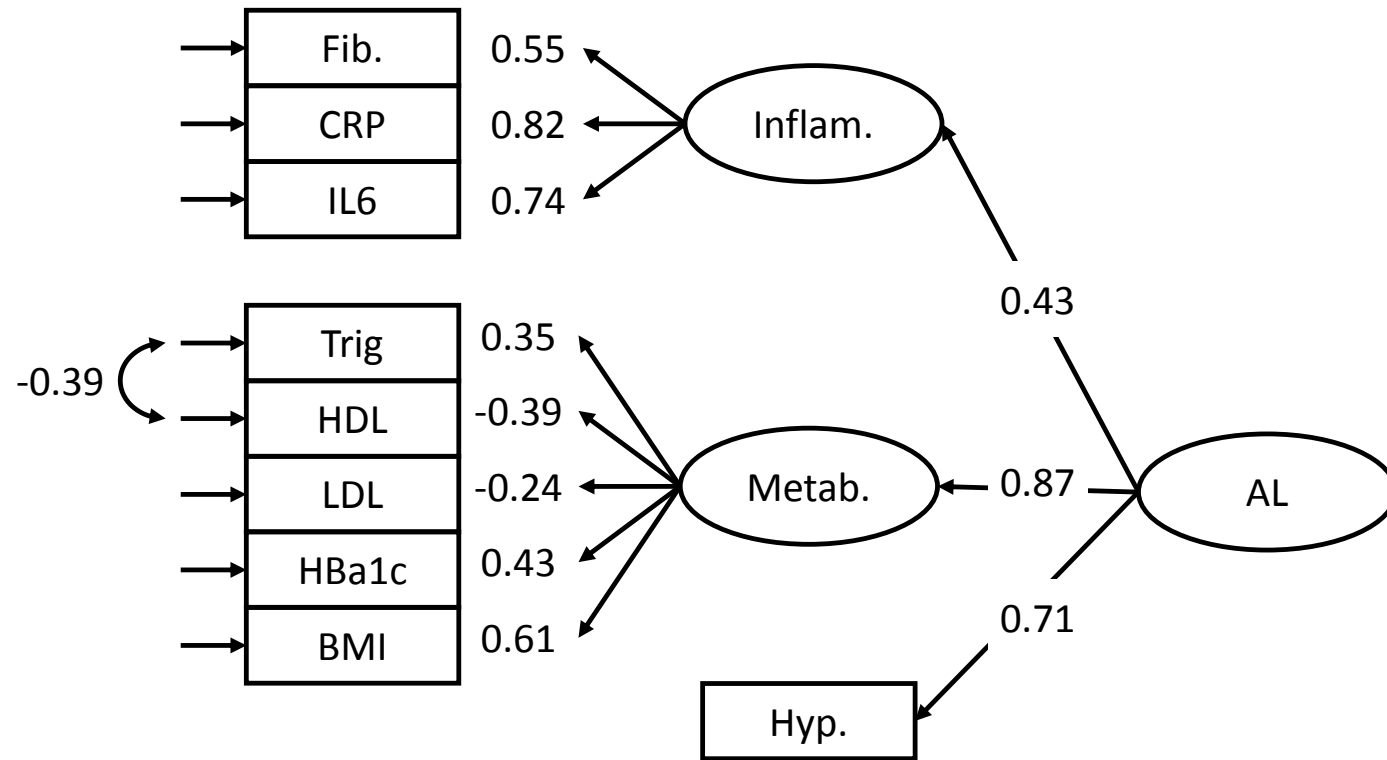 Fib. 0.55
CRP 0.82 Inflam.
IL6 0.74
0.43
Trig 0.35
-0.39
HDL -0.39
LDL -0.24 Metab. 0.87 AL
HBa1c 0.43
BMI 0.61
0.71
Hyp.